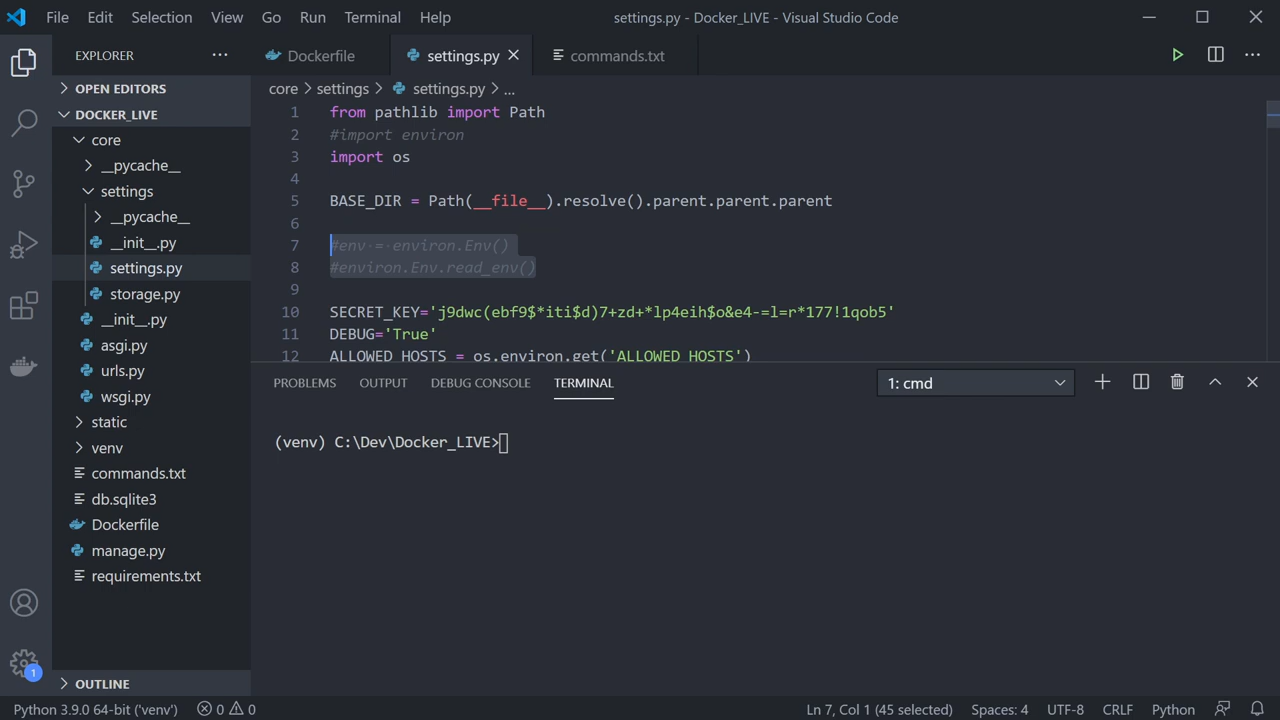 File Edit Selection View Go Run Terminal Help
settings.py - Docker_LIVE - Visual Studio Code
EXPLORER
OPEN EDITORS
DOCKER_LIVE
core
__pycache__
settings
__pycache__
__init__.py
settings.py
storage.py
__init__.py
asgi.py
urls.py
wsgi.py
static
venv
commands.txt
db.sqlite3
Dockerfile
manage.py
requirements.txt
OUTLINE
1
Dockerfile
settings.py
commands.txt
core > settings > settings.py > ...
1 from pathlib import Path
2 #import environ
3 import os
4
5 BASE_DIR = Path(__file__).resolve().parent.parent.parent
6
7 #env = environ.Env()
8 #environ.Env.read_env()
9
10 SECRET_KEY='j9dwc(ebf9$*iti$d)7+zd+*lp4eih$o&e4-=l=r*177!1qob5'
11 DEBUG='True'
12 ALLOWED_HOSTS = os.environ.get('ALLOWED_HOSTS')
PROBLEMS OUTPUT DEBUG CONSOLE TERMINAL
1: cmd
(venv) C:\Dev\Docker_LIVE>
Python 3.9.0 64-bit ('venv') 0 0
Ln 7, Col 1 (45 selected) Spaces: 4 UTF-8 CRLF Python